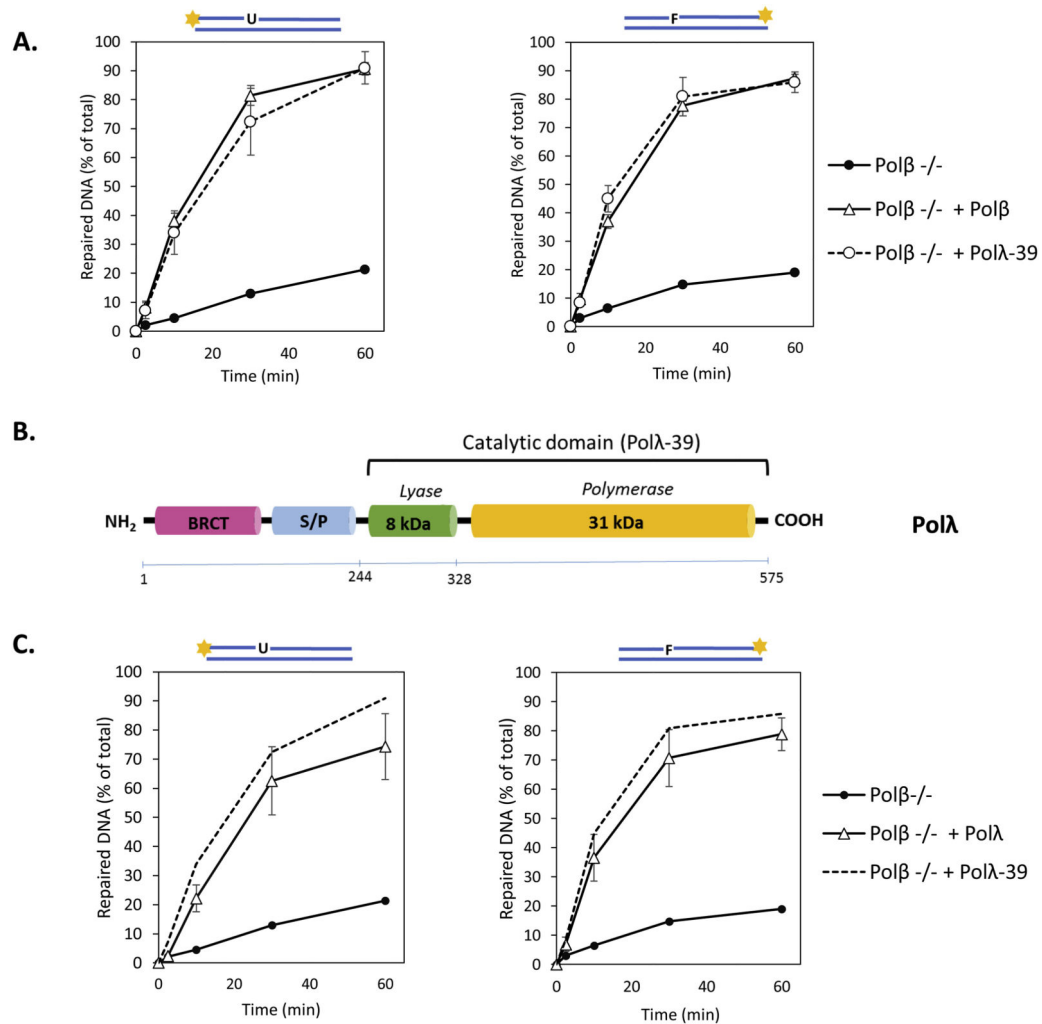 A.
U
F
Repaired DNA (% of total)
100
90
80
70
60
50
40
30
20
10
0
0 20 40 60
Time (min)
Repaired DNA (% of total)
100
90
80
70
60
50
40
30
20
10
0
0 20 40 60
Time (min)
Polβ -/-
Polβ -/- + Polβ
Polβ -/- + Polλ-39
B.
Catalytic domain (Polλ-39)
Lyase Polymerase
NH2 BRCT S/P 8 kDa 31 kDa COOH Polλ
1 244 328 575
C.
U
F
Repaired DNA (% of total)
100
90
80
70
60
50
40
30
20
10
0
0 20 40 60
Time (min)
Repaired DNA (% of total)
100
90
80
70
60
50
40
30
20
10
0
0 20 40 60
Time (min)
Polβ-/-
Polβ -/- + Polλ
Polβ -/- + Polλ-39